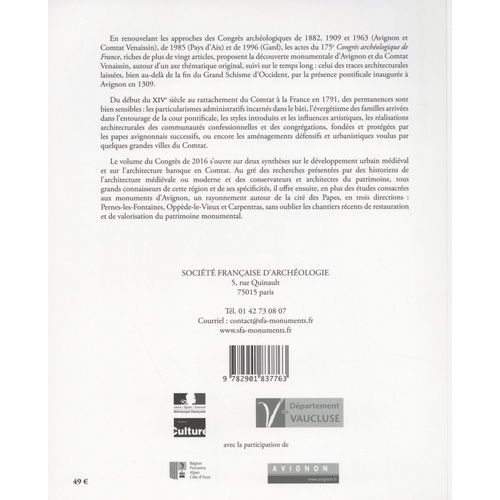 En renouvelant les approches des Congrès archéologiques de 1882, 1909 et 1963 (Avignon et
Comtat Venaissin), de 1985 (Pays d'Aix) et de 1996 (Gard), les actes du 175e Congrès archéologique de
France, riches de plus de vingt articles, proposent la découverte monumentale d'Avignon et du Comtat
Venaissin, autour d'un axe thématique original, suivi sur le temps long : celui des traces architecturales
laissées, bien au-delà de la fin du Grand Schisme d'Occident, par la présence pontificale inaugurée à
Avignon en 1309.
Du début du XIVe siècle au rattachement du Comtat à la France en 1791, des permanences sont
bien sensibles : les particularismes administratifs incarnés dans le bâti, l'évergétisme des familles arrivées
dans l'entourage de la cour pontificale, les styles introduits et les influences artistiques, les réalisations
architecturales des communautés confessionnelles et des congrégations, fondées et protégées par
les papes avignonnais successifs, ou encore les aménagements défensifs et urbanistiques voulus par
quelques grandes villes du Comtat.
Le volume du Congrès de 2016 s'ouvre sur deux synthèses sur le développement urbain médiéval
et sur l'architecture baroque en Comtat. Au gré des recherches présentées par des historiens de
l'architecture médiévale ou moderne et des conservateurs et architectes du patrimoine, tous
grands connaisseurs de cette région et de ses spécificités, il offre ensuite, en plus des études consacrées
aux monuments d'Avignon, un rayonnement autour de la cité des Papes, en trois directions :
Pernes-les-Fontaines, Oppède-le-Vieux et Carpentras, sans oublier les chantiers récents de restauration
et de valorisation du patrimoine monumental.
SOCIÉTÉ FRANÇAISE D'ARCHÉOLOGIE
5, rue Quinault
75015 paris
Tél. 01 42 73 08 07
Courriel : contact@sfa-monuments.fr
www.sfa-monuments.fr
9 782901 837763
Liberté • Égalité • Fraternité
RÉPUBLIQUE FRANÇAISE
Département
VAUCLUSE
Culture
avec la participation de
Région
Provence
Alpes
Côte d'Azur
AVIGNON
www.avignon.fr
49 €